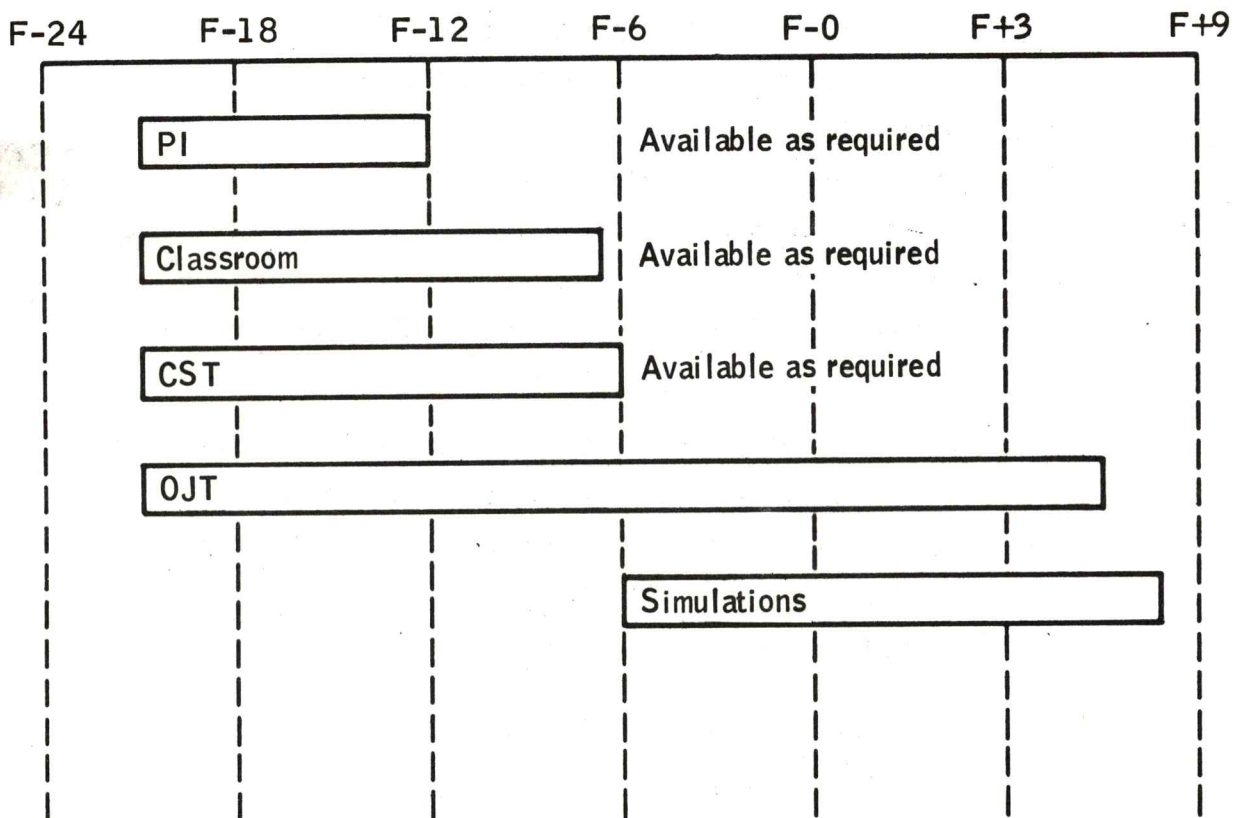 F-24 F-18 F-12 F-6 F-0 F+3 F+9
PI Available as required
Classroom Available as required
CST Available as required
OJT
Simulations